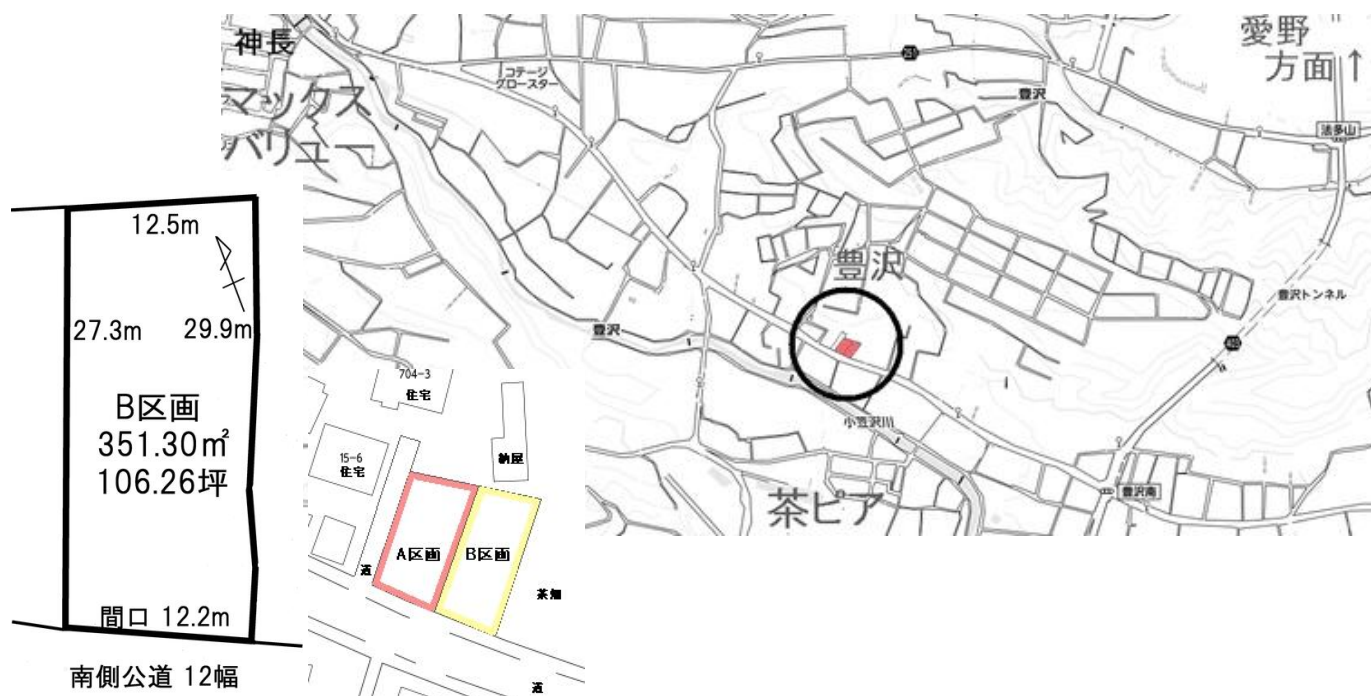 神長
マックス
バリュー
コテージ
グロースター
豊沢
愛野
方面↑
法多山
豊沢
豊沢トンネル
豊沢
小笠沢川
茶ピア
豊沢南
12.5m
27.3m
29.9m
B区画
351.30㎡
106.26坪
間口 12.2m
南側公道 12幅
704-3
住宅
15-6
住宅
納屋
A区画
B区画
道
茶畑
道